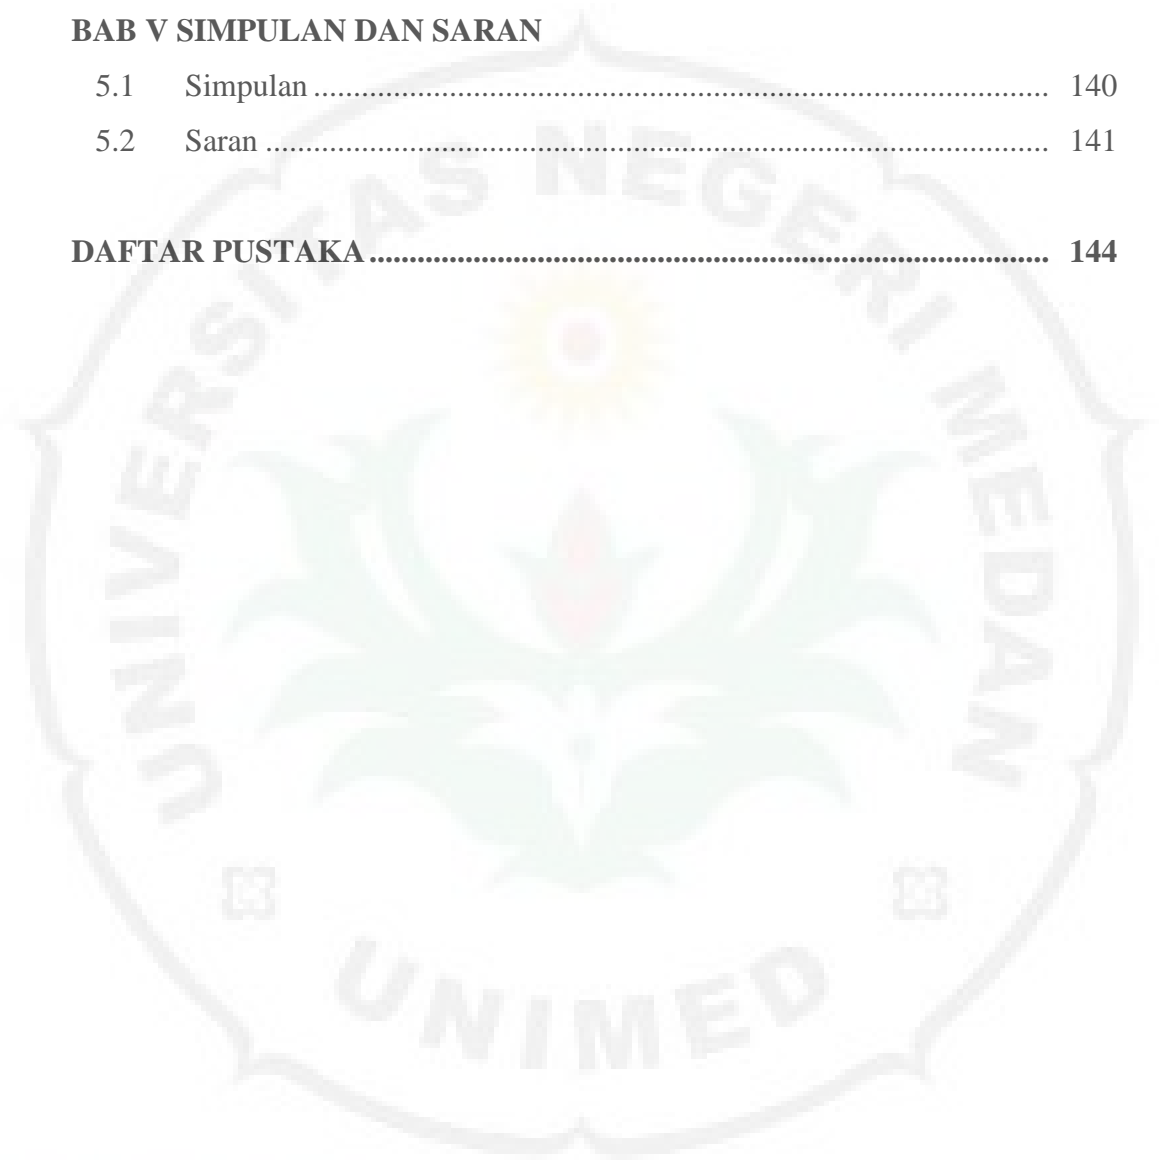 BAB V SIMPULAN DAN SARAN
5.1 Simpulan ........................................................................................... 140
5.2 Saran ................................................................................................. 141
DAFTAR PUSTAKA ..................................................................................... 144
UNIVERSITAS NEGERI MEDAN
UNIMED